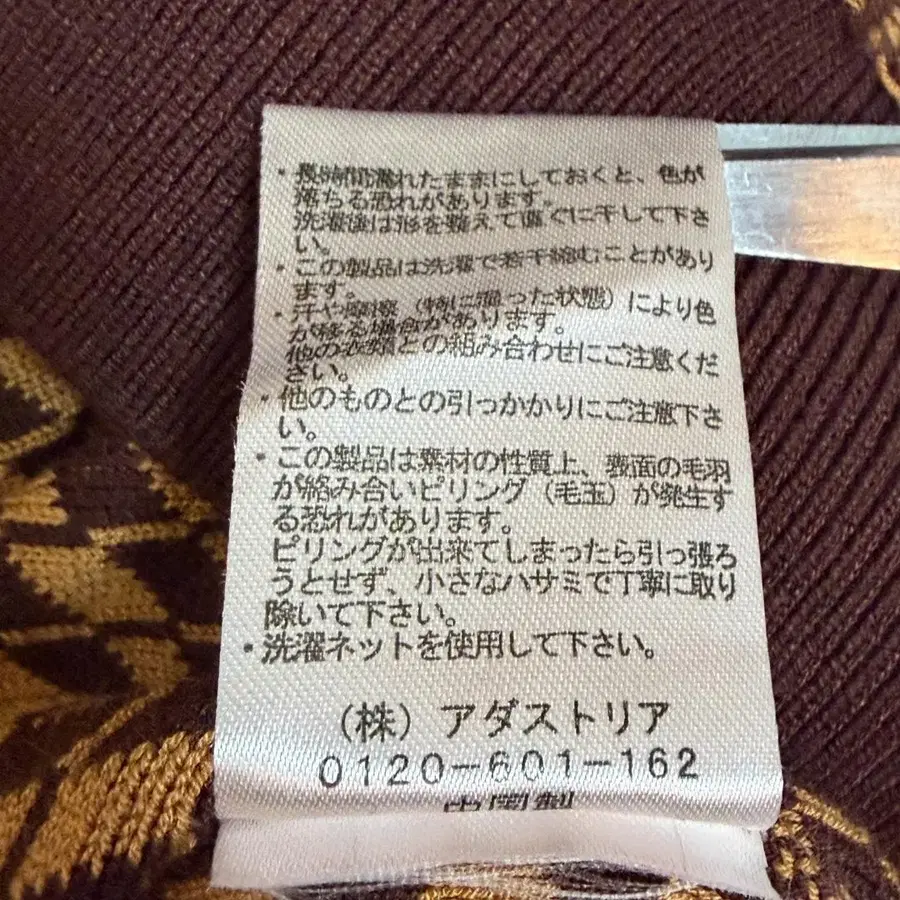 ・長時間濡れたままにしておくと、色が
落ちる恐れがあります。
洗濯後は形を整えて直ぐに干して下さ
い。
・この製品は洗濯で若干縮むことがあり
ます。
・汗や摩擦（特に湿った状態）により色
が移る場合があります。
他の衣類との組み合わせにご注意くだ
さい。
・他のものとの引っかかりにご注意下さ
い。
・この製品は素材の性質上、表面の毛羽
が絡み合いピリング（毛玉）が発生す
る恐れがあります。
ピリングが出来てしまったら引っ張ろ
うとせず、小さなハサミで丁寧に取り
除いて下さい。
・洗濯ネットを使用して下さい。
（株）アダストリア
0120-601-162
中国製